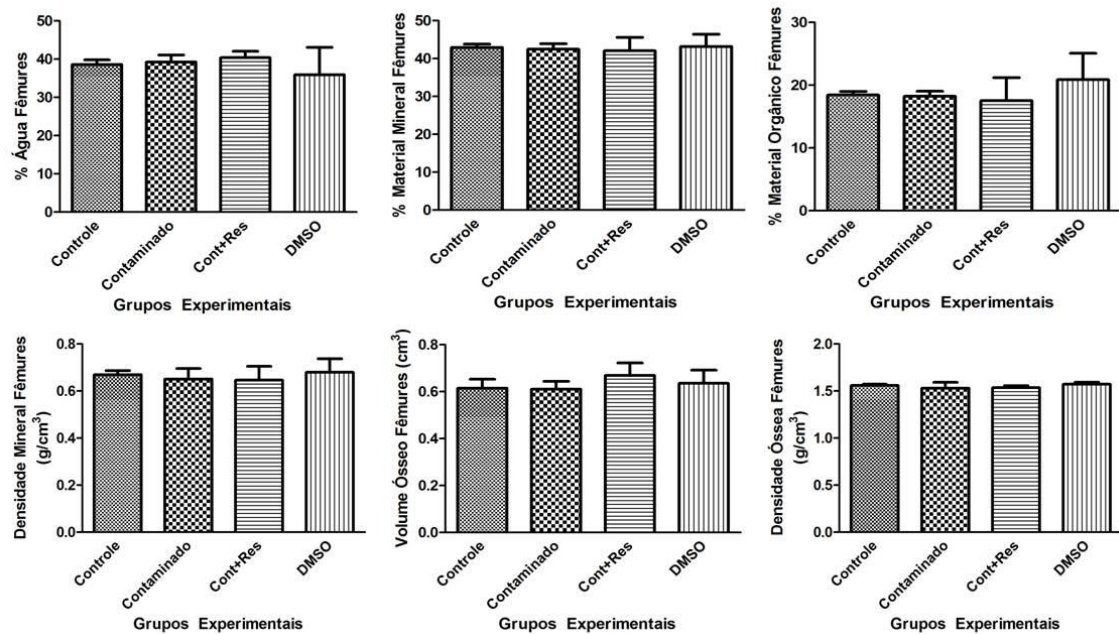 % Água Fêmures
50
40
30
20
10
0
Controle
Contaminado
Cont+Res
DMSO
Grupos Experimentais
% Material Mineral Fêmures
50
40
30
20
10
0
Controle
Contaminado
Cont+Res
DMSO
Grupos Experimentais
% Material Orgânico Fêmures
30
20
10
0
Controle
Contaminado
Cont+Res
DMSO
Grupos Experimentais
Densidade Mineral Fêmures
(g/cm³)
0.8
0.6
0.4
0.2
0.0
Controle
Contaminado
Cont+Res
DMSO
Grupos Experimentais
Volume Ósseo Fêmures (cm³)
0.8
0.6
0.4
0.2
0.0
Controle
Contaminado
Cont+Res
DMSO
Grupos Experimentais
Densidade Óssea Fêmures
(g/cm³)
2.0
1.5
1.0
0.5
0.0
Controle
Contaminado
Cont+Res
DMSO
Grupos Experimentais